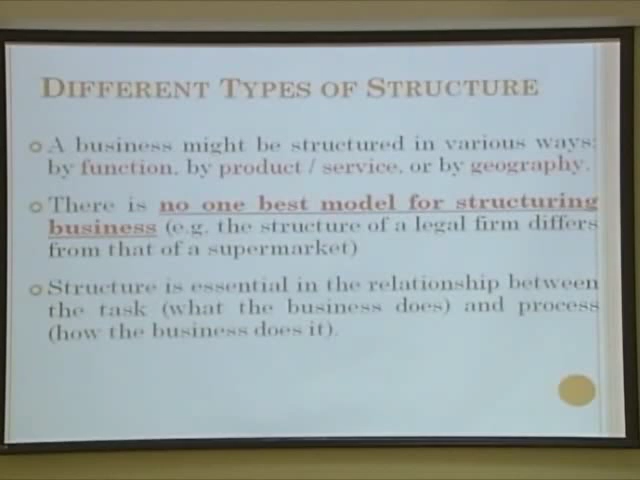 DIFFERENT TYPES OF STRUCTURE
A business might be structured in various ways:
by function, by product / service, or by geography.
There is no one best model for structuring
business (e.g. the structure of a legal firm differs
from that of a supermarket)
Structure is essential in the relationship between
the task (what the business does) and process
(how the business does it).